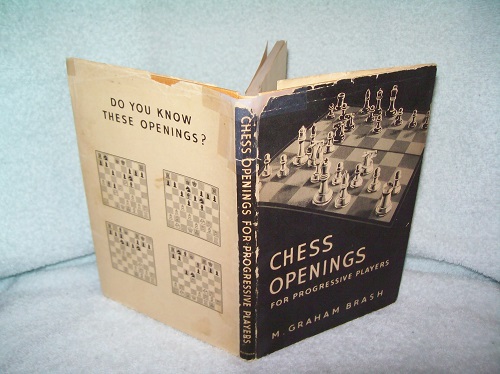 DO YOU KNOW
THESE OPENINGS?
CHESS OPENINGS FOR PROGRESSIVE PLAYERS
CHESS
OPENINGS
FOR PROGRESSIVE PLAYERS
M. GRAHAM BRASH